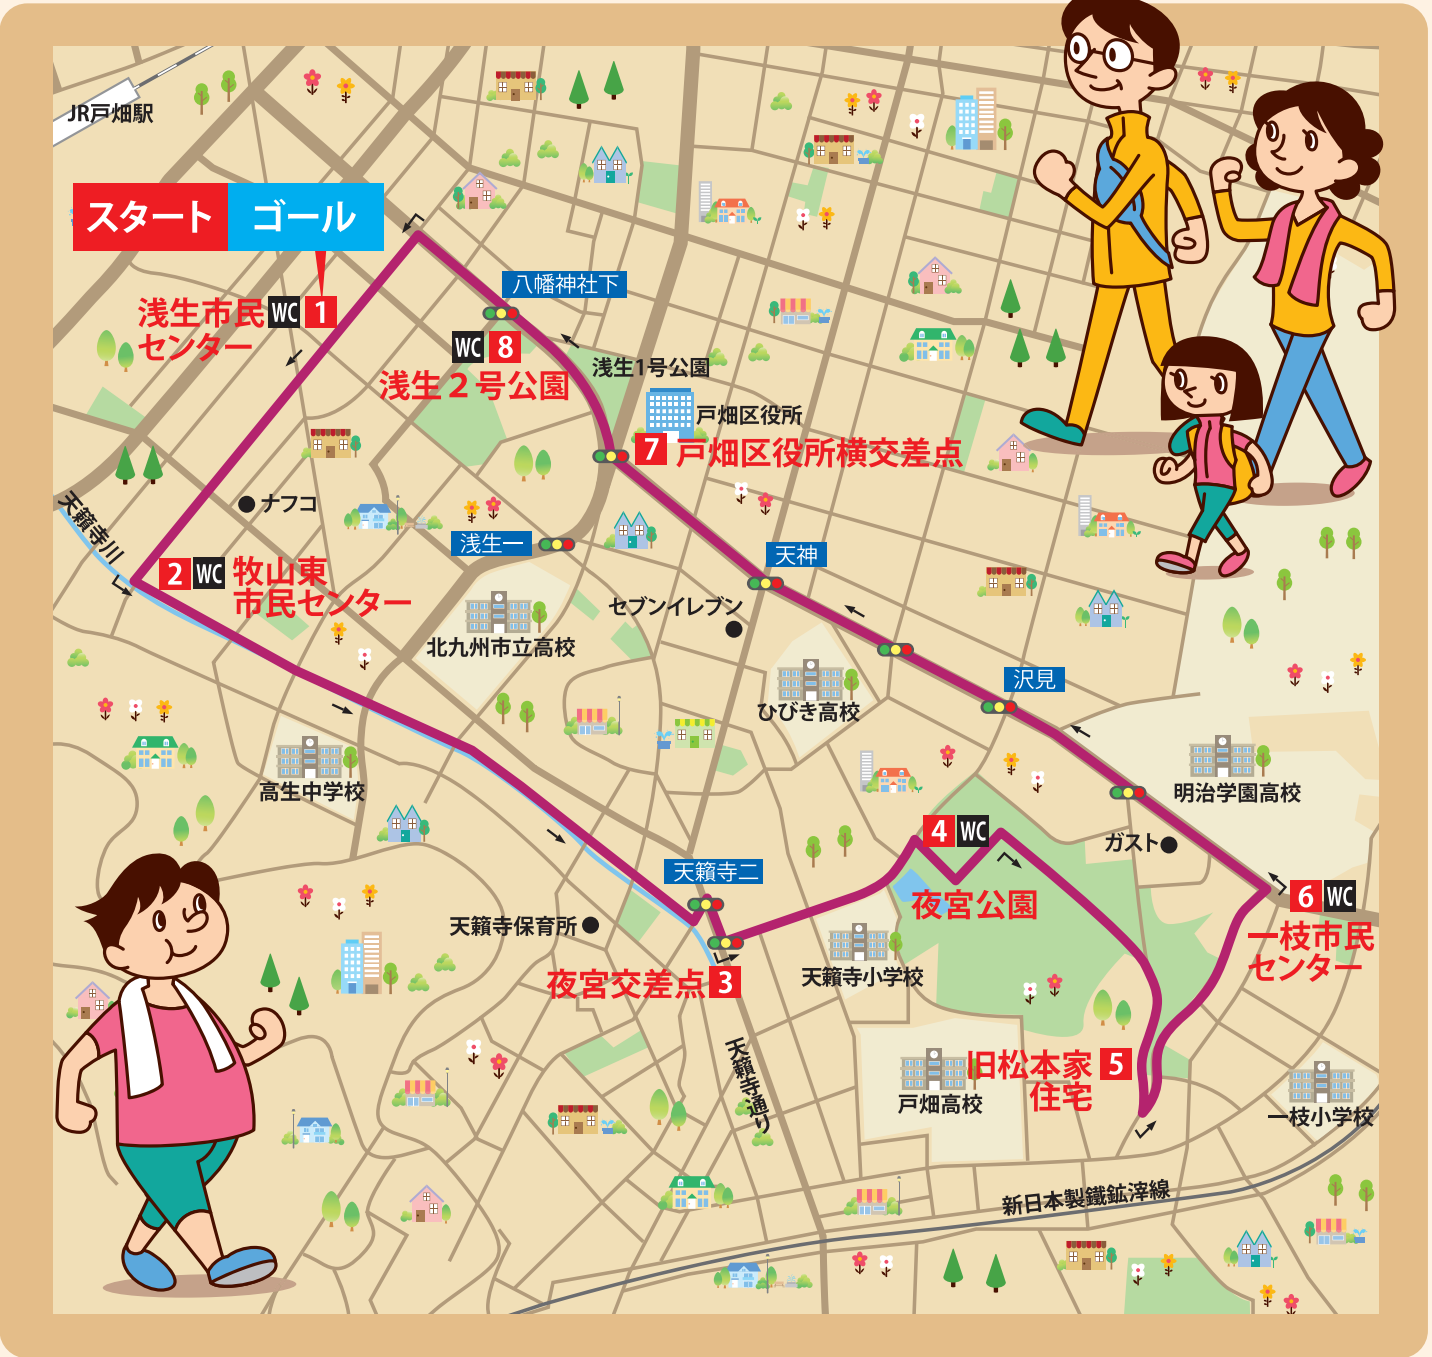 JR戸畑駅
スタート ゴール
浅生市民
センター
WC 1
八幡神社下
WC 8
浅生２号公園
浅生1号公園
戸畑区役所
7 戸畑区役所横交差点
ナフコ
天籟寺川
浅生一
天神
2 WC 牧山東
市民センター
セブンイレブン
北九州市立高校
沢見
ひびき高校
高生中学校
明治学園高校
4 WC
ガスト
天籟寺二
夜宮公園
6 WC
一枝市民
センター
天籟寺保育所
夜宮交差点 3
天籟寺小学校
天籟寺通り
旧松本家 5
住宅
戸畑高校
一枝小学校
新日本製鐵鉱滓線